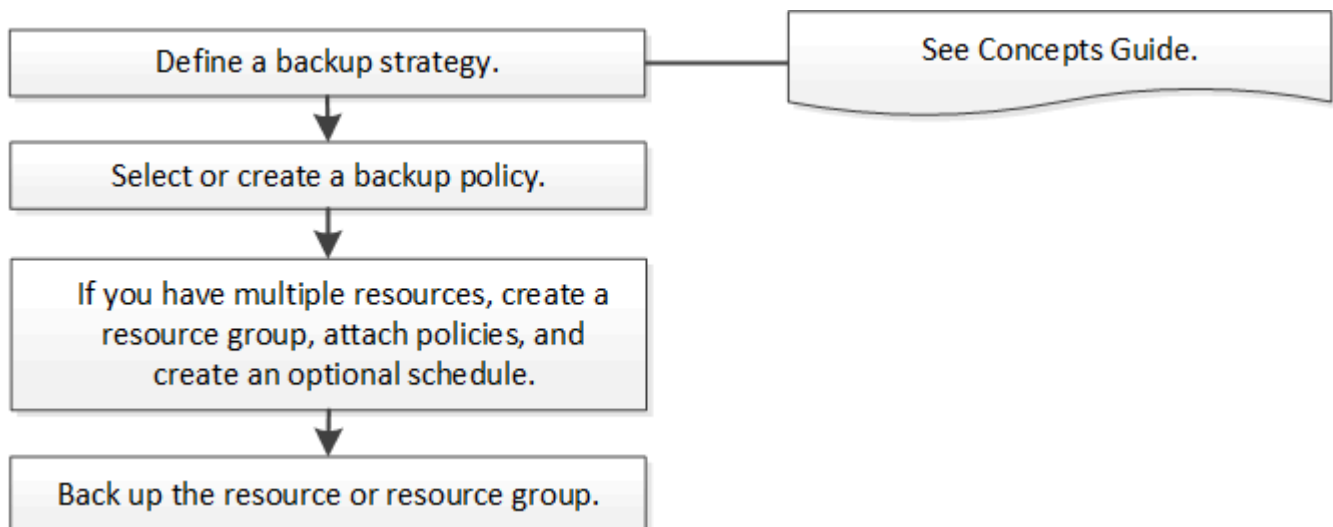 Define a backup strategy.
See Concepts Guide.
Select or create a backup policy.
If you have multiple resources, create a
resource group, attach policies, and
create an optional schedule.
Back up the resource or resource group.